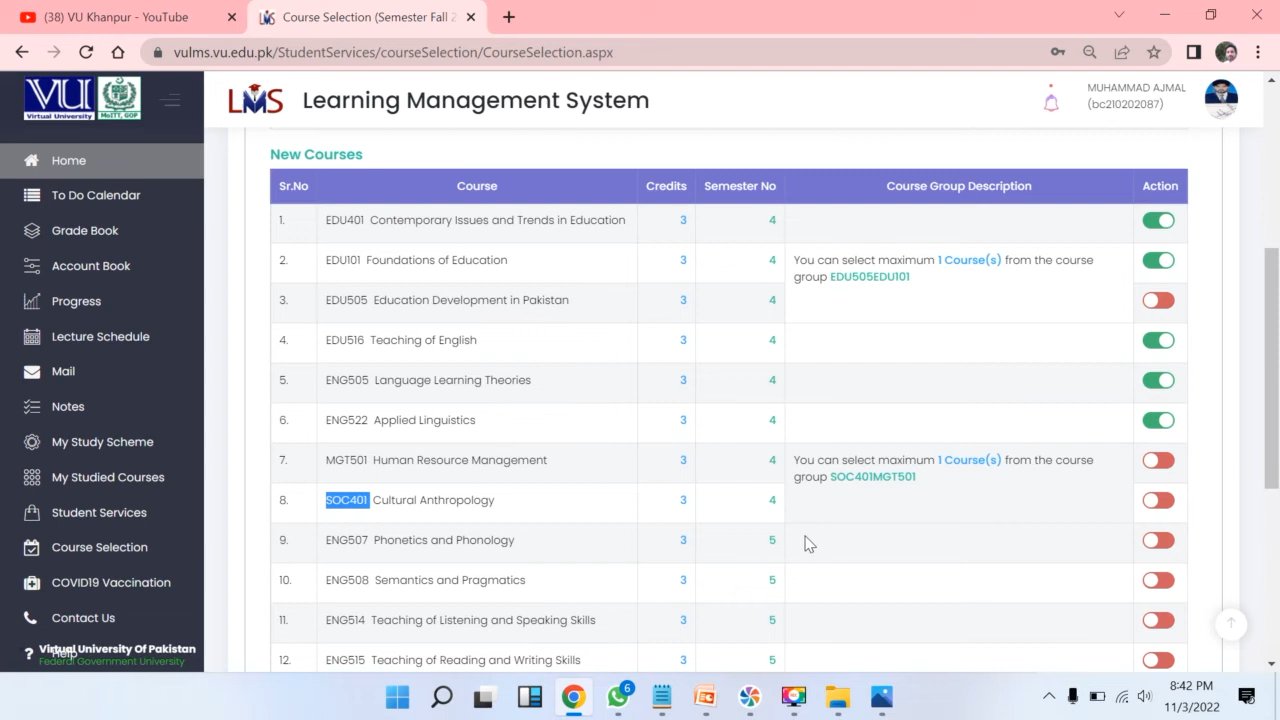 (38) VU Khanpur - YouTube
Course Selection (Semester Fall 2
vulms.vu.edu.pk/StudentServices/courseSelection/CourseSelection.aspx
VU
Virtual University
MoITT, GOP
LMS
Learning Management System
MUHAMMAD AJMAL
(bc210202087)
Home
To Do Calendar
Grade Book
Account Book
Progress
Lecture Schedule
Mail
Notes
My Study Scheme
My Studied Courses
Student Services
Course Selection
COVID19 Vaccination
Contact Us
Help
Virtual University Of Pakistan
Federal Government University
New Courses
Sr.No Course Credits Semester No Course Group Description Action
1. EDU401 Contemporary Issues and Trends in Education 3 4
2. EDU101 Foundations of Education 3 4 You can select maximum 1 Course(s) from the course
group EDU505EDU101
3. EDU505 Education Development in Pakistan 3 4
4. EDU516 Teaching of English 3 4
5. ENG505 Language Learning Theories 3 4
6. ENG522 Applied Linguistics 3 4
7. MGT501 Human Resource Management 3 4 You can select maximum 1 Course(s) from the course
group SOC401MGT501
8. SOC401 Cultural Anthropology 3 4
9. ENG507 Phonetics and Phonology 3 5
10. ENG508 Semantics and Pragmatics 3 5
11. ENG514 Teaching of Listening and Speaking Skills 3 5
12. ENG515 Teaching of Reading and Writing Skills 3 5
6
8:42 PM
11/3/2022